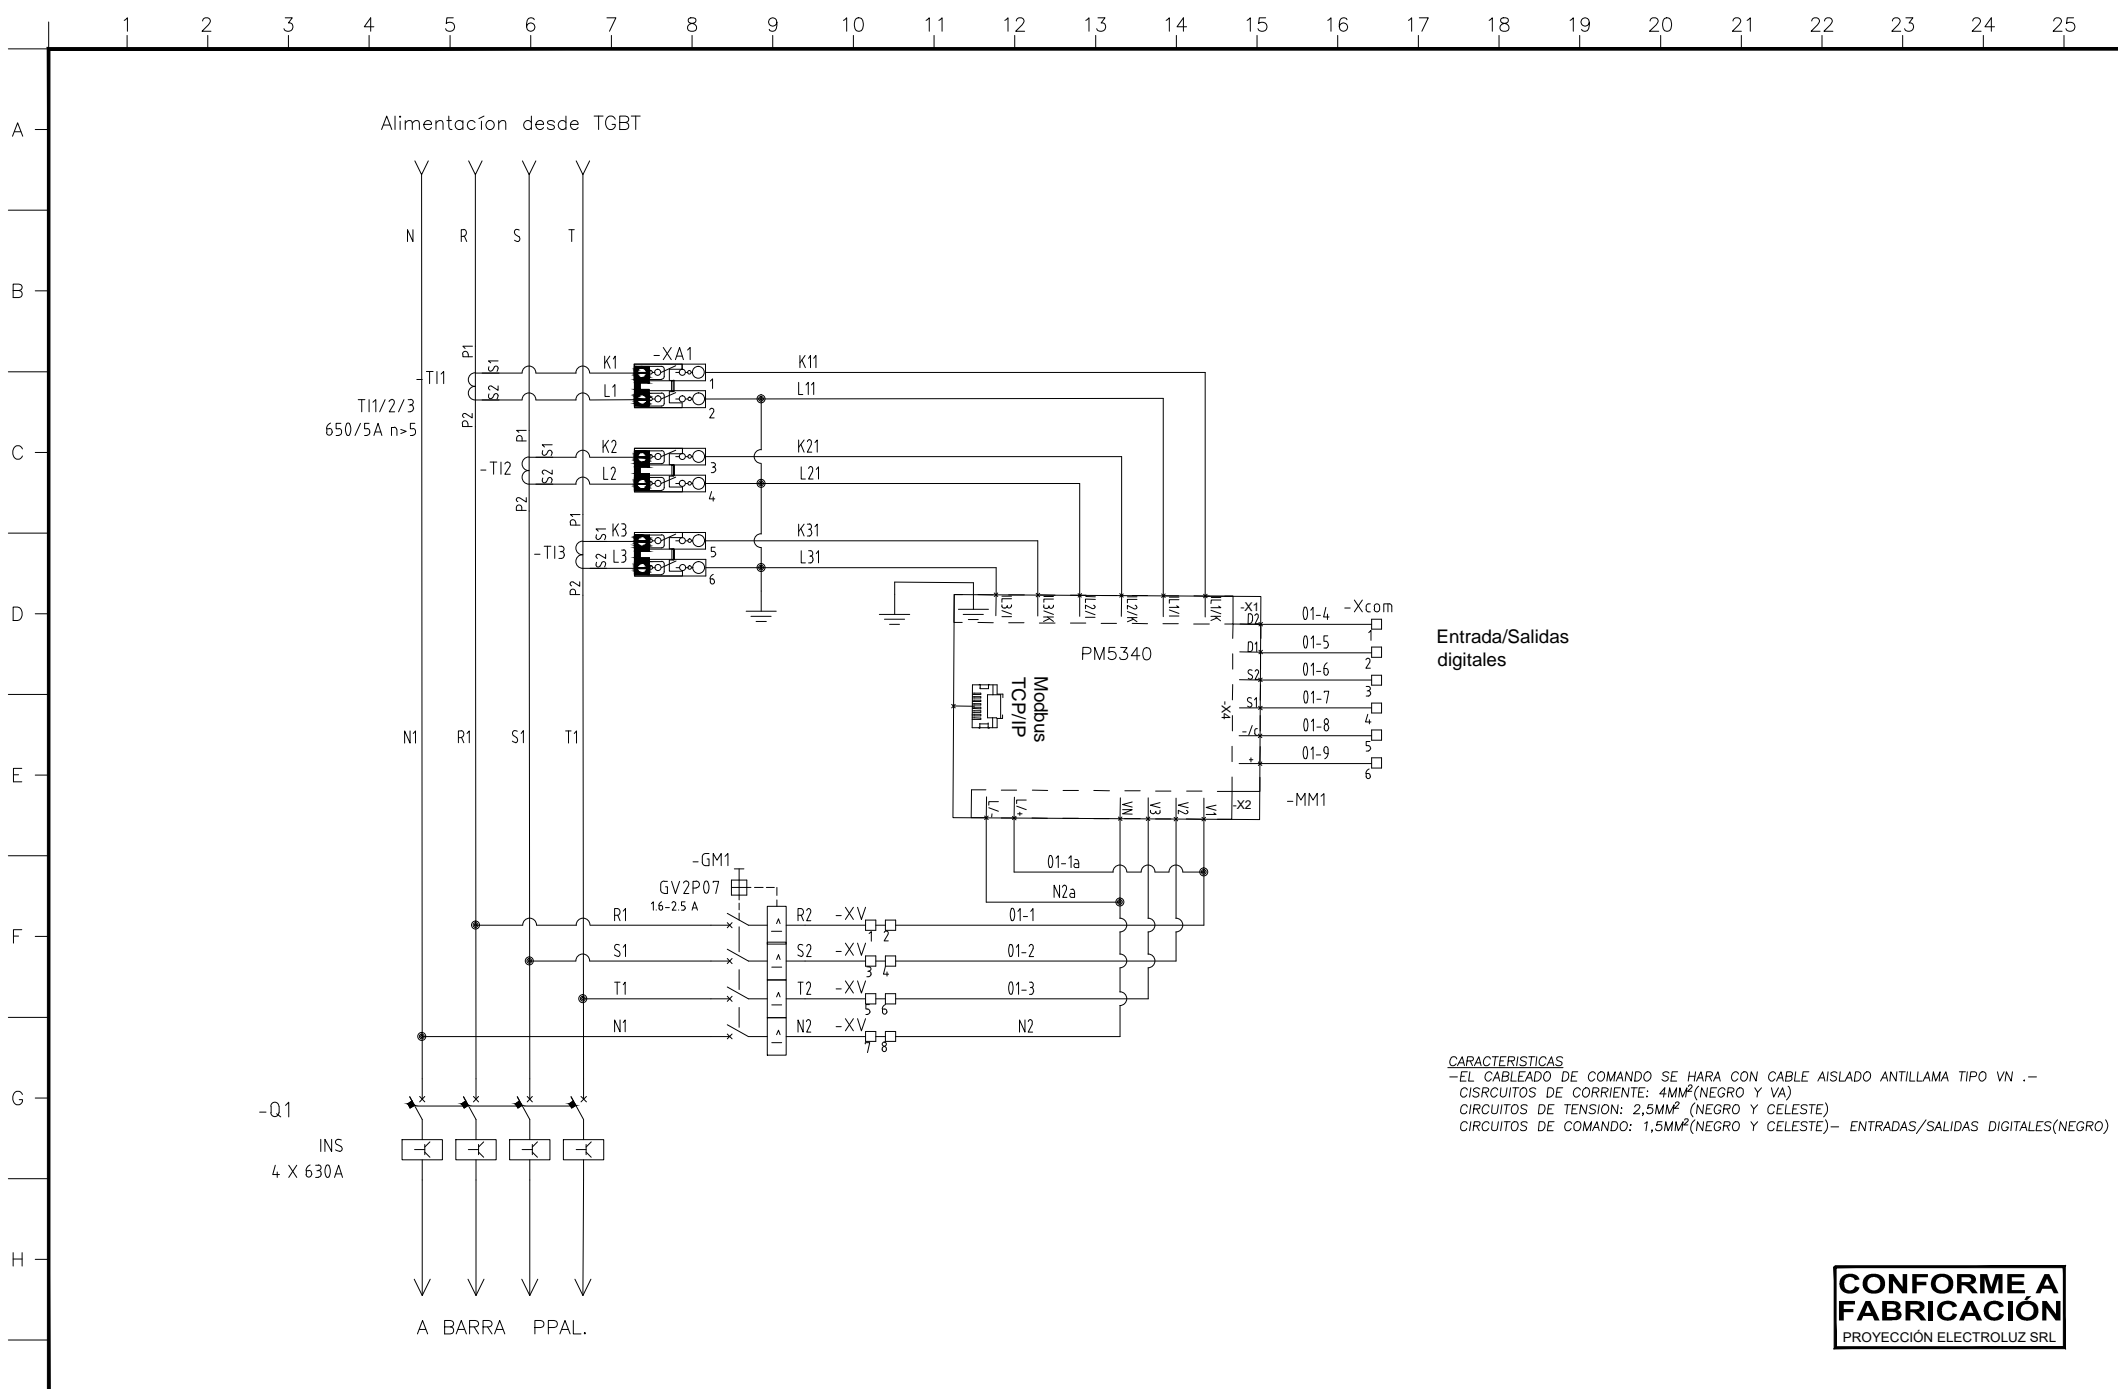 1 2 3 4 5 6 7 8 9 10 11 12 13 14 15 16 17 18 19 20 21 22 23 24 25
A
Alimentacíon desde TGBT
N R S T
B
P1 S1 K1 -XA1 K11
-TI1 1
S2 L1 L11
TI1/2/3 P2 2
650/5A n>5
P1 S1 K2 K21
C
-TI2 3
S2 L2 L21
P2 4
P1 S1 K3 K31
-TI3 5
S2 L3 L31
P2 6
D
L3/I L3/K L2/I L2/K L1/I L1/K -X1
D2 01-4 -Xcom
1
Entrada/Salidas
digitales
PM5340
D1 01-5
2
S2 01-6
3
Modbus
TCP/IP
S1 01-7
4
-X4
N1 R1 S1 T1
-/c 01-8
5
E
+ 01-9
6
L/- L/+ VN V3 V2 V1 -X2 -MM1
-GM1 01-1a
GV2P07 N2a
1.6-2.5 A
R1 R2 -XV 01-1
F
1 2
S1 S2 -XV 01-2
3 4
T1 T2 -XV 01-3
5 6
N1 N2 -XV N2
7 8
CARACTERISTICAS
-EL CABLEADO DE COMANDO SE HARA CON CABLE AISLADO ANTILLAMA TIPO VN .-
CISRCUITOS DE CORRIENTE: 4MM²(NEGRO Y VA)
CIRCUITOS DE TENSION: 2,5MM² (NEGRO Y CELESTE)
CIRCUITOS DE COMANDO: 1,5MM²(NEGRO Y CELESTE)- ENTRADAS/SALIDAS DIGITALES(NEGRO)
G
-Q1
INS
4 X 630A
H
A BARRA PPAL.
CONFORME A
FABRICACIÓN
PROYECCIÓN ELECTROLUZ SRL